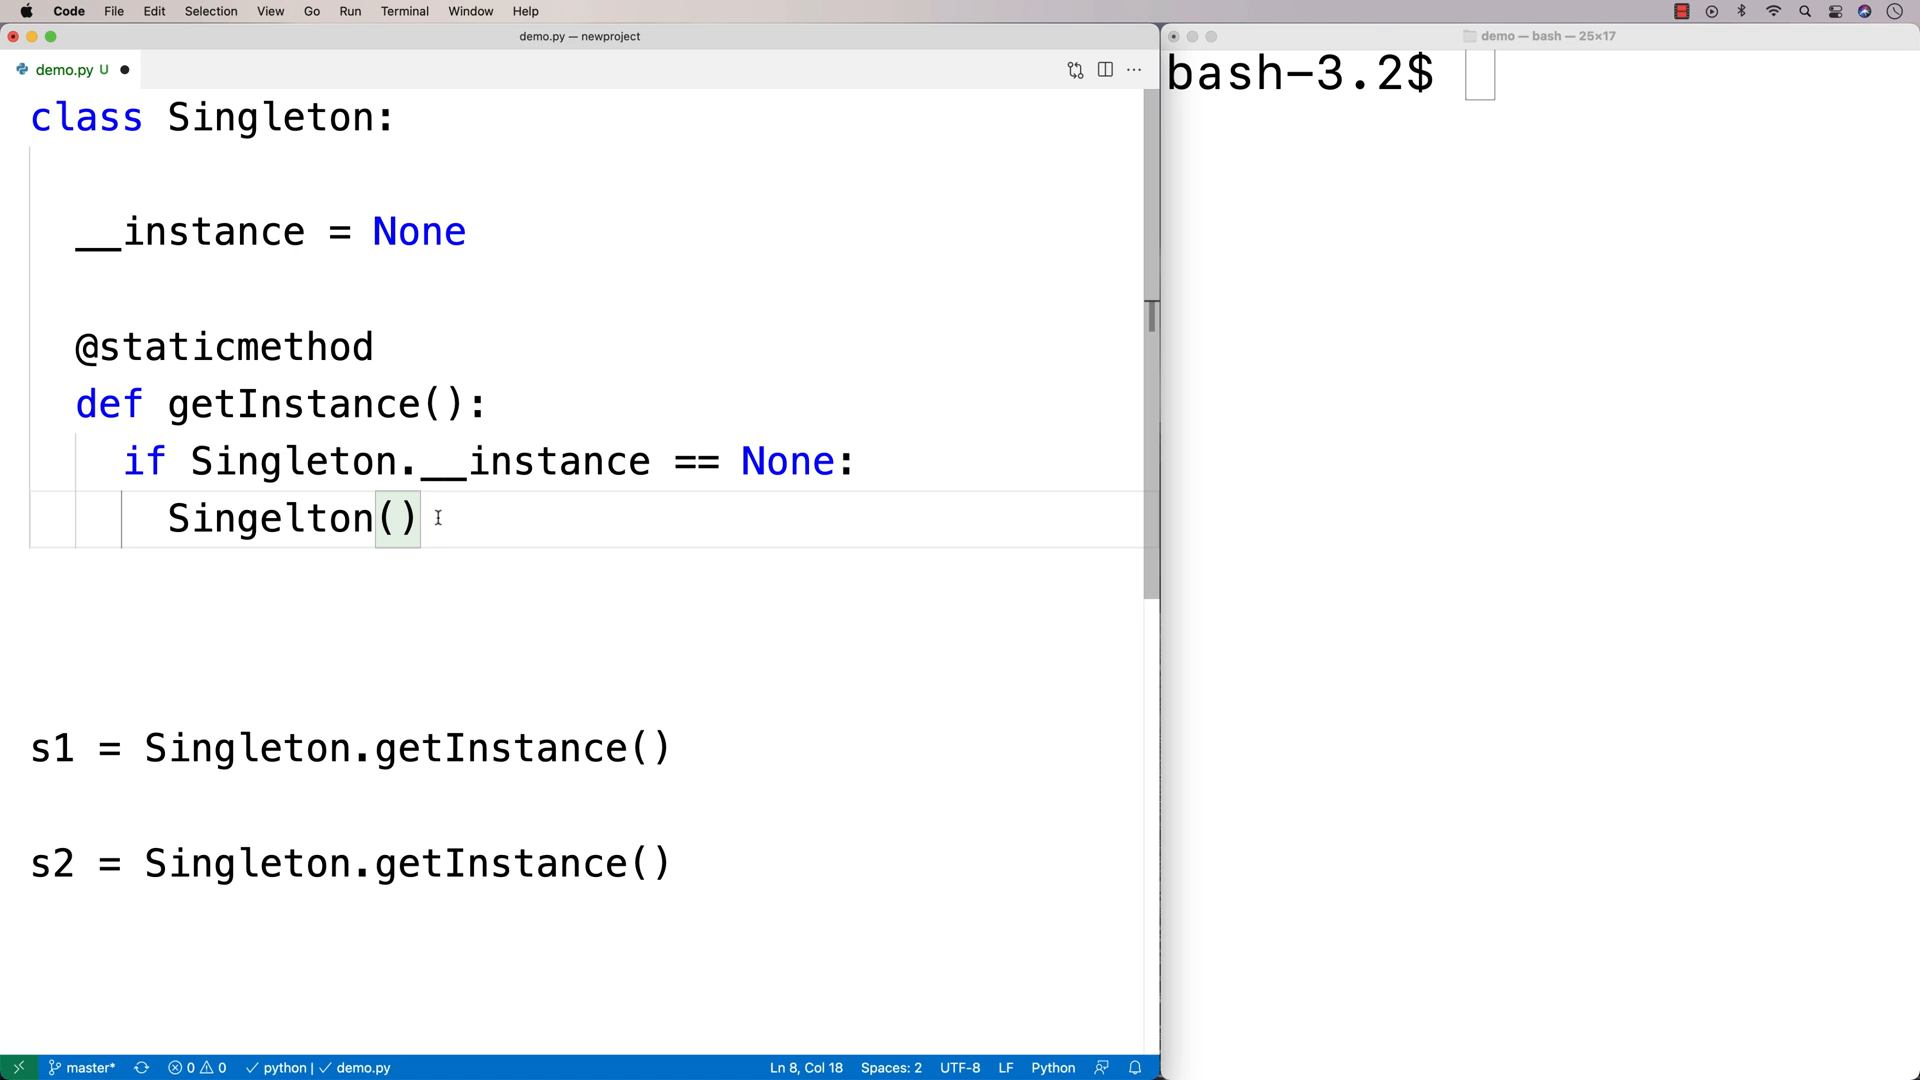 Code File Edit Selection View Go Run Terminal Window Help
demo.py — newproject
demo — bash — 25×17
demo.py U
bash-3.2$
class Singleton:
__instance = None
@staticmethod
def getInstance():
if Singleton.__instance == None:
Singelton()
s1 = Singleton.getInstance()
s2 = Singleton.getInstance()
master* 0 0 python | demo.py Ln 8, Col 18 Spaces: 2 UTF-8 LF Python